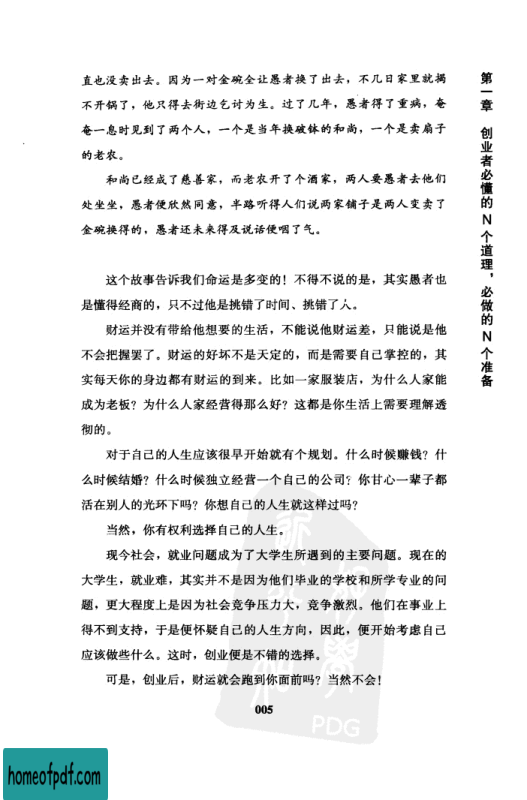 直也没卖出去。因为一对金碗全让愚者换了出去，不几日家里就揭
不开锅了，他只得去街边乞讨为生。过了几年，愚者得了重病，奄
奄一息时见到了两个人，一个是当年换破钵的和尚，一个是卖扇子
的老农。
和尚已经成了慈善家，而老农开了个酒家，两人要愚者去他们
处坐坐，愚者便欣然同意，半路听得人们说两家铺子是两人变卖了
金碗换得的，愚者还未来得及说话便咽了气。
这个故事告诉我们命运是多变的！不得不说的是，其实愚者也
是懂得经商的，只不过他是挑错了时间、挑错了人。
财运并没有带给他想要的生活，不能说他财运差，只能说是他
不会把握罢了。财运的好坏不是天定的，而是需要自己掌控的，其
实每天你的身边都有财运的到来。比如一家服装店，为什么人家能
成为老板？为什么人家经营得那么好？这都是你生活上需要理解透
彻的。
对于自己的人生应该很早开始就有个规划。什么时候赚钱？什
么时候结婚？什么时候独立经营一个自己的公司？你甘心一辈子都
活在别人的光环下吗？你想自己的人生就这样过吗？
当然，你有权利选择自己的人生。
现今社会，就业问题成为了大学生所遇到的主要问题。现在的
大学生，就业难，其实并不是因为他们毕业的学校和所学专业的问
题，更大程度上是因为社会竞争压力大，竞争激烈。他们在事业上
得不到支持，于是便怀疑自己的人生方向，因此，便开始考虑自己
应该做些什么。这时，创业便是不错的选择。
可是，创业后，财运就会跑到你面前吗？当然不会！
第一章 创业者必懂的N个道理，必做的N个准备
005
PDG
homeofpdf.com